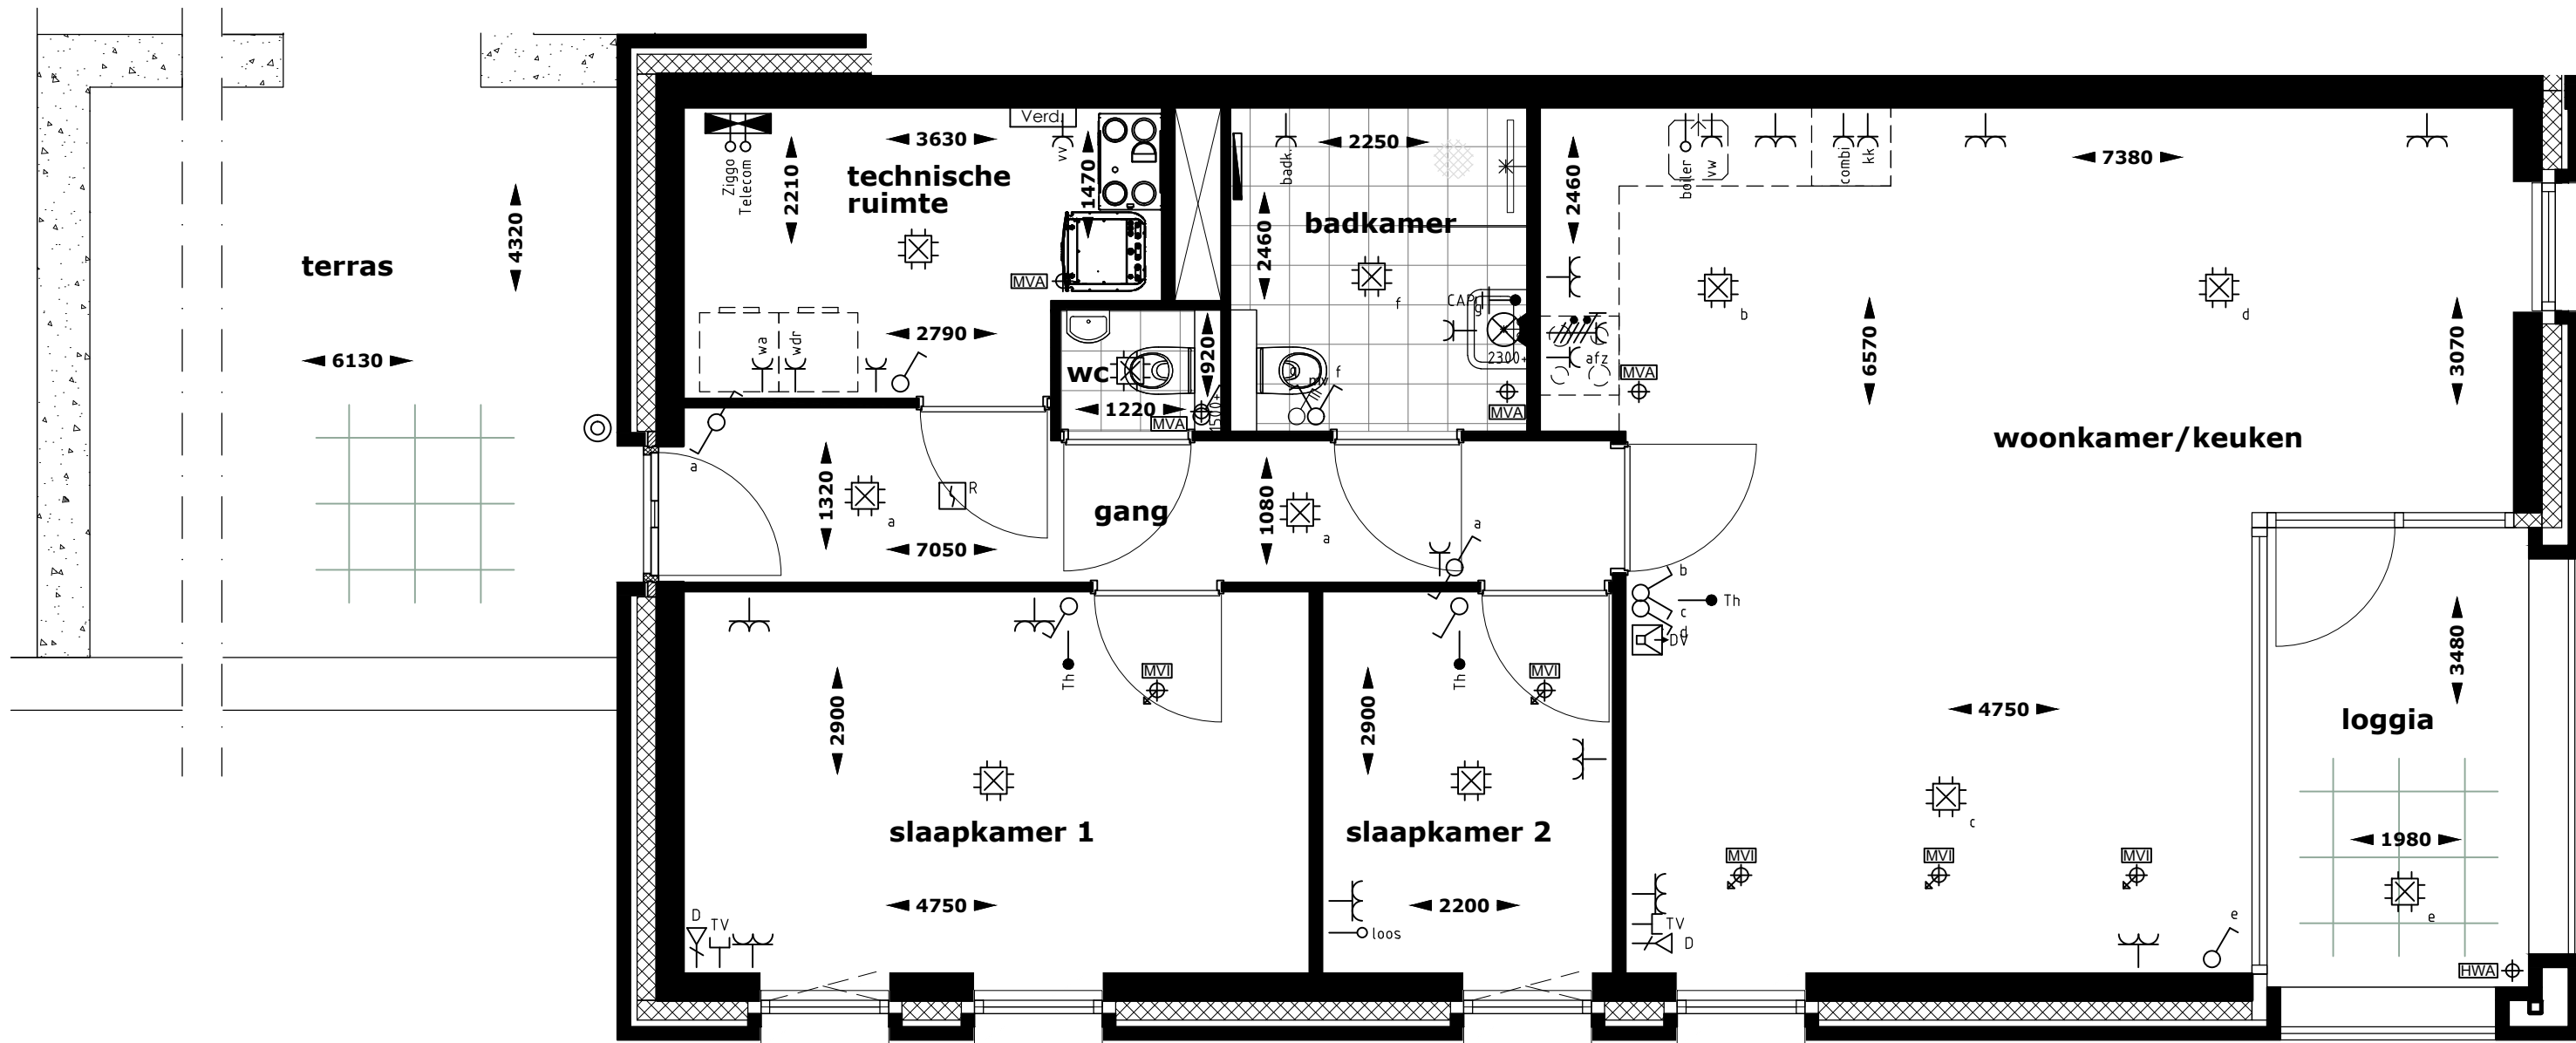 Verd.
3630
2250
7380
Ziggo
Telecom
2210
technische
ruimte
vv
1470
badk.
2460
badkamer
2460
boiler
vw
combi
kk
terras
4320
6130
MVA
wa
wdr
2790
wc
920
1220
MVA
1500+
f
CAP
g
2300+
g
mv
f
MVA
afz
MVA
b
d
6570
3070
woonkamer/keuken
a
1320
a
R
7050
gang
1080
a
a
b
c
d
Th
DV
Th
MVI
Th
MVI
2900
2900
slaapkamer 1
slaapkamer 2
4750
2200
D
TV
loos
4750
c
MVI
MVI
MVI
TV
D
e
3480
loggia
1980
e
HWA